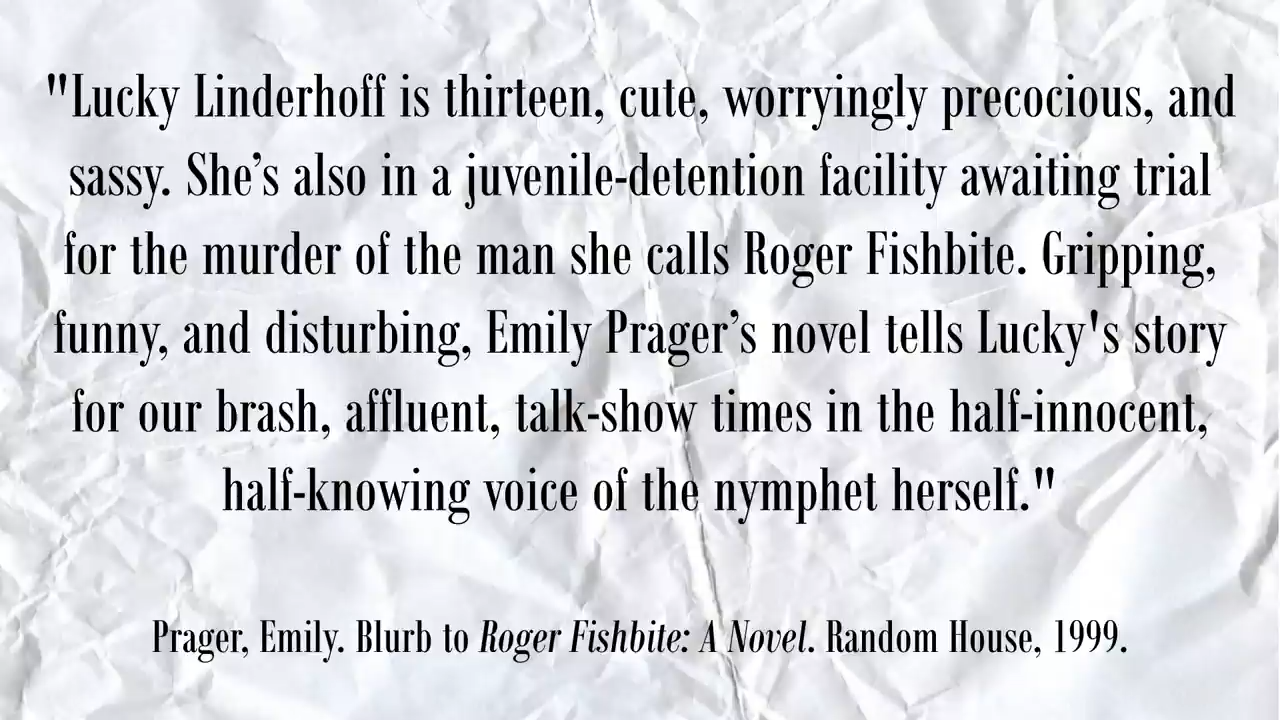 "Lucky Linderhoff is thirteen, cute, worryingly precocious, and
sassy. She’s also in a juvenile-detention facility awaiting trial
for the murder of the man she calls Roger Fishbite. Gripping,
funny, and disturbing, Emily Prager’s novel tells Lucky's story
for our brash, affluent, talk-show times in the half-innocent,
half-knowing voice of the nymphet herself."
Prager, Emily. Blurb to Roger Fishbite: A Novel. Random House, 1999.